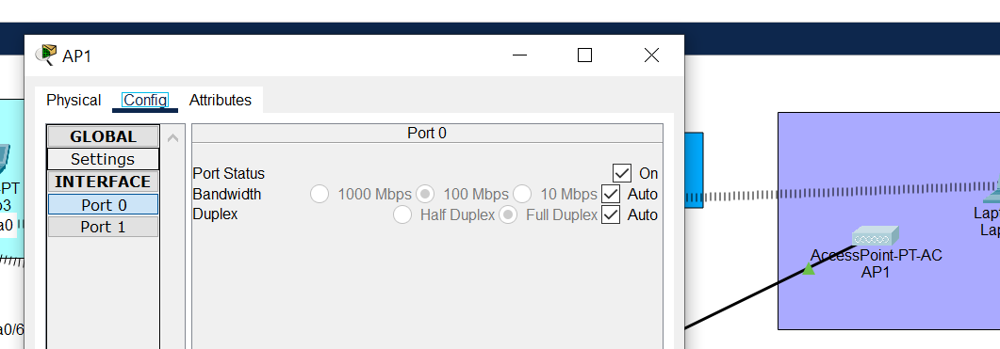 AP1
Physical Config Attributes
GLOBAL
Settings
INTERFACE
Port 0
Port 1
Port 0
Port Status On
Bandwidth 1000 Mbps 100 Mbps 10 Mbps Auto
Duplex Half Duplex Full Duplex Auto
-PT
p3
a0
a0/6
AccessPoint-PT-AC
AP1
Lapt
Lap